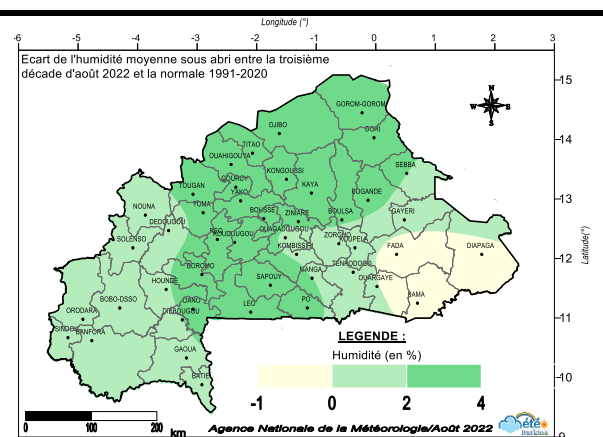 Longitude (°)
-6 -5 -4 -3 -2 -1 0 1 2 3
Ecart de l'humidité moyenne sous abri entre la troisième
décade d'août 2022 et la normale 1991-2020
N
W E
S
15
GOROM-GOROM
DJIBO
DORI
14
TITAO
OUAHIGOUYA
KONGOUSSI
SEBBA
GOURCY
TOUGAN
YAKO
KAYA
BOGANDE
13
NOUNA
TOMA
BOUSSE
ZINIARE
BOULSA
GAYERI
DEDOUGOU
REO
KOUDOUGOU
OUAGADOUGOU
ZORGHO
KOUPELA
SOLENZO
KOMBISSIRI
FADA
DIAPAGA
12
Latitude(°)
BOROMO
MANGA
TENKODOGO
HOUNDE
SAPOUY
OUARGAYE
BOBO-DSSO
DANO
LEO
PO
PAMA
ORODARA
DIEBOUGOU
11
SINDOU
BANFORA
GAOUA
LEGENDE :
Humidité (en %)
BATIE
10
-1 0 2 4
0 100 200
km
Agence Nationale de la Météorologie/Août 2022
météo
Burkina
9